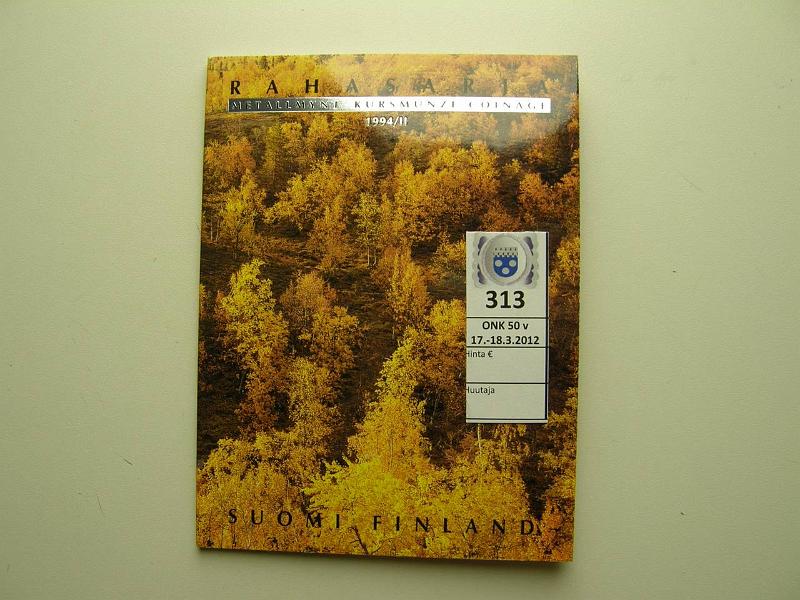 RAHASARJA
METALLMYNT KURSMÜNZE COINAGE
1994/II
313
ONK 50 v
17.-18.3.2012
Hinta €
Huutaja
SUOMI FINLAND